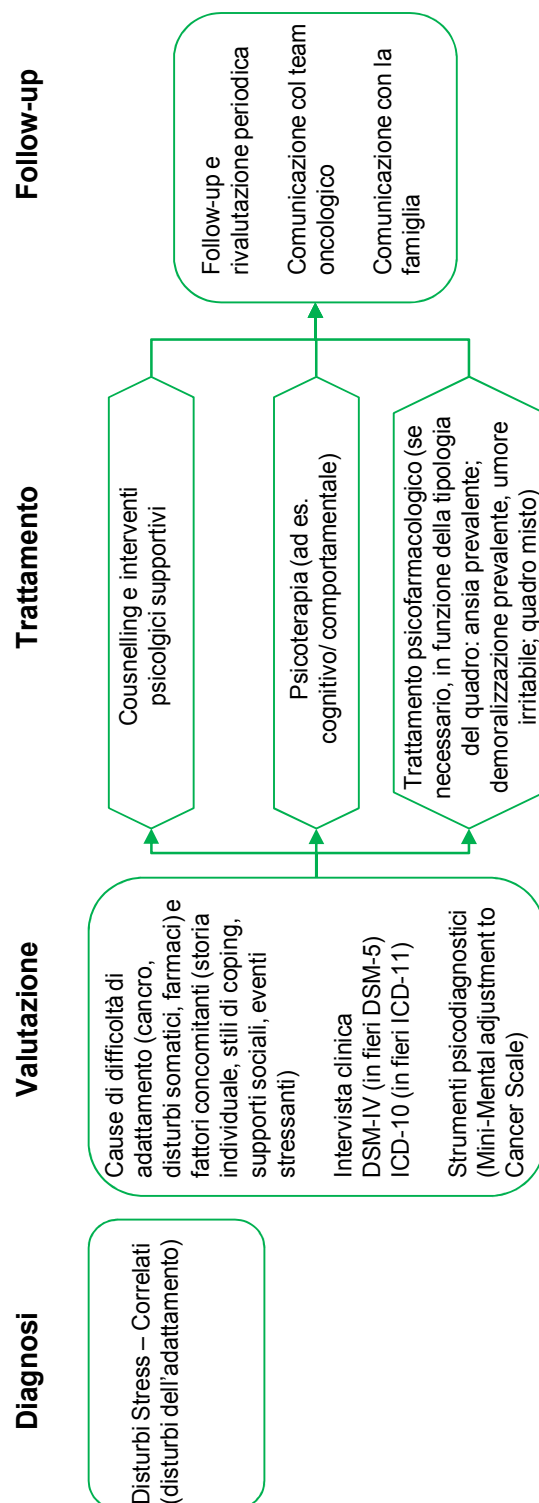 Diagnosi
Disturbi Stress – Correlati
(disturbi dell'adattamento)
Valutazione
Cause di difficoltà di
adattamento (cancro,
disturbi somatici, farmaci) e
fattori concomitanti (storia
individuale, stili di coping,
supporti sociali, eventi
stressanti)
Intervista clinica
DSM-IV (in fieri DSM-5)
ICD-10 (in fieri ICD-11)
Strumenti psicodiagnostici
(Mini-Mental adjustment to
Cancer Scale)
Trattamento
Cousnelling e interventi
psicolgici supportivi
Psicoterapia (ad es.
cognitivo/ comportamentale)
Trattamento psicofarmacologico (se
necessario, in funzione della tipologia
del quadro: ansia prevalente;
demoralizzazione prevalente, umore
irritabile; quadro misto)
Follow-up
Follow-up e
rivalutazione periodica
Comunicazione col team
oncologico
Comunicazione con la
famiglia